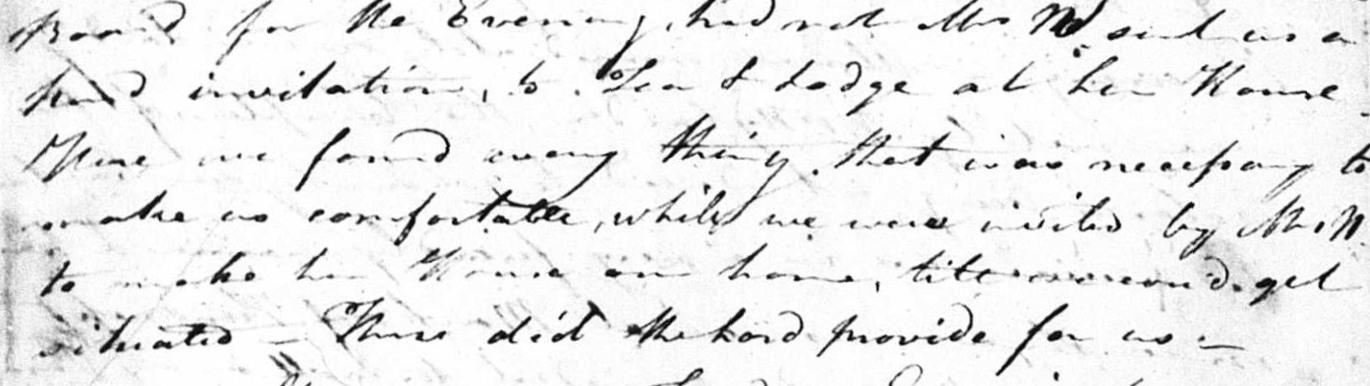 Board for the Evening, had not Mrs W. sent us a
kind invitation, to Tea & Lodge at her House
Here we found every thing that was necessary to
make us comfortable, while we were invited by Mrs W
to make her House our home, till we could get
situated – Thus did the Lord provide for us –